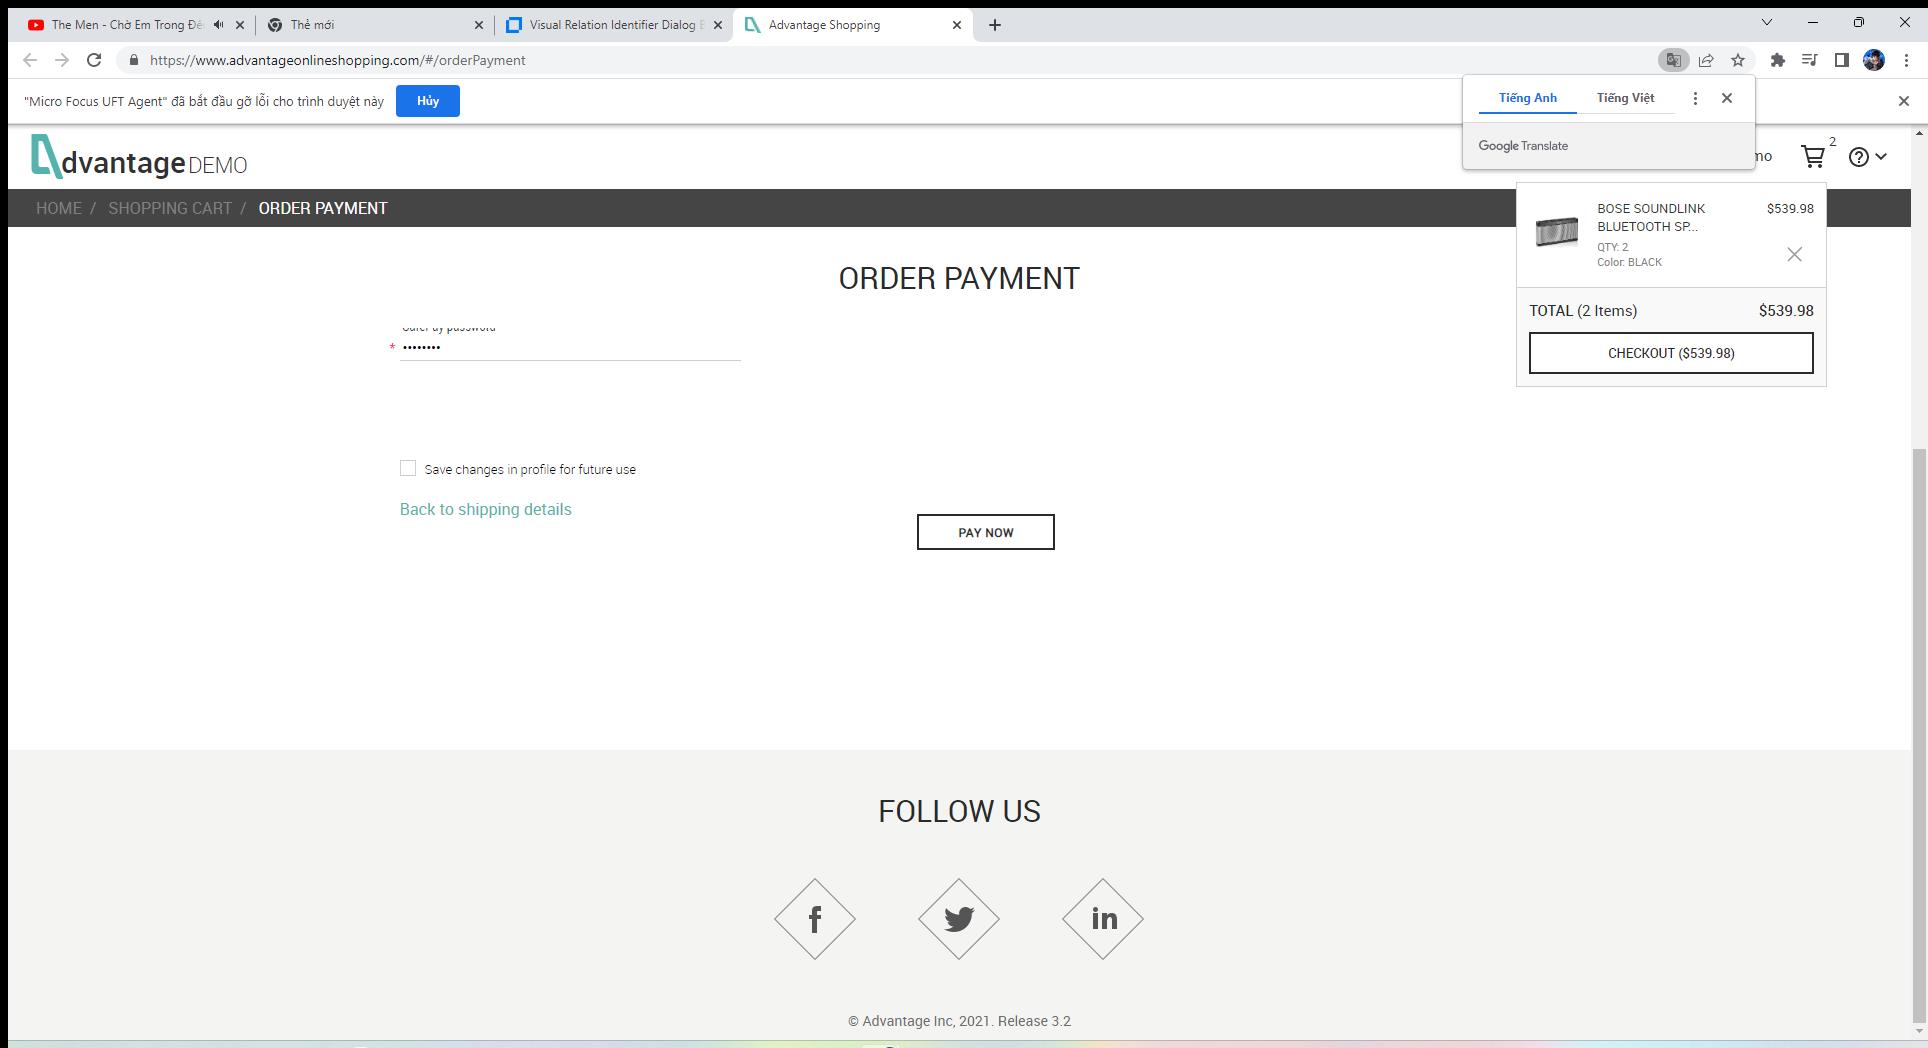 The Men - Chờ Em Trong Đê
Thẻ mới
Visual Relation Identifier Dialog B
Advantage Shopping
https://www.advantageonlineshopping.com/#/orderPayment
"Micro Focus UFT Agent" đã bắt đầu gỡ lỗi cho trình duyệt này
Hủy
Tiếng Anh
Tiếng Việt
Google Translate
dvantage DEMO
mo
2
HOME / SHOPPING CART / ORDER PAYMENT
BOSE SOUNDLINK
BLUETOOTH SP...
$539.98
QTY: 2
Color: BLACK
TOTAL (2 Items)
$539.98
CHECKOUT ($539.98)
ORDER PAYMENT
SafePay password
* ••••••••
Save changes in profile for future use
Back to shipping details
PAY NOW
FOLLOW US
f
in
© Advantage Inc, 2021. Release 3.2